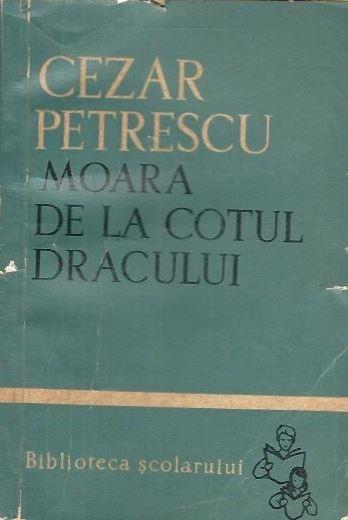 CEZAR
PETRESCU
MOARA
DE LA COTUL
DRACULUI
Biblioteca școlarului